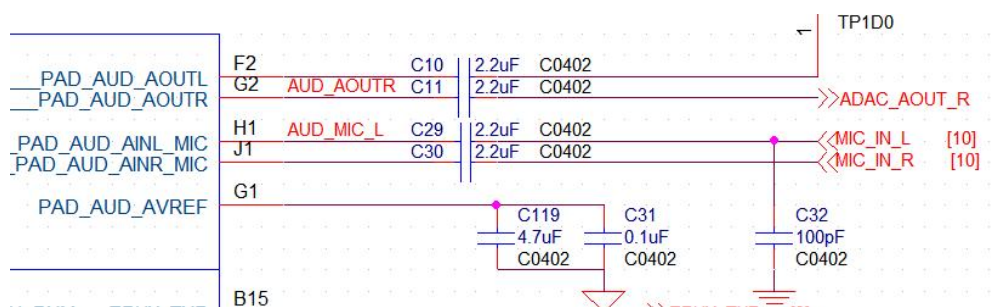 TP1D0
1
F2 C10 2.2uF C0402
PAD_AUD_AOUTL
G2 AUD_AOUTR C11 2.2uF C0402
PAD_AUD_AOUTR
ADAC_AOUT_R
H1 AUD_MIC_L C29 2.2uF C0402
PAD_AUD_AINL_MIC MIC_IN_L [10]
J1 C30 2.2uF C0402
PAD_AUD_AINR_MIC MIC_IN_R [10]
G1
PAD_AUD_AVREF
C119 C31 C32
4.7uF 0.1uF 100pF
C0402 C0402 C0402
B15